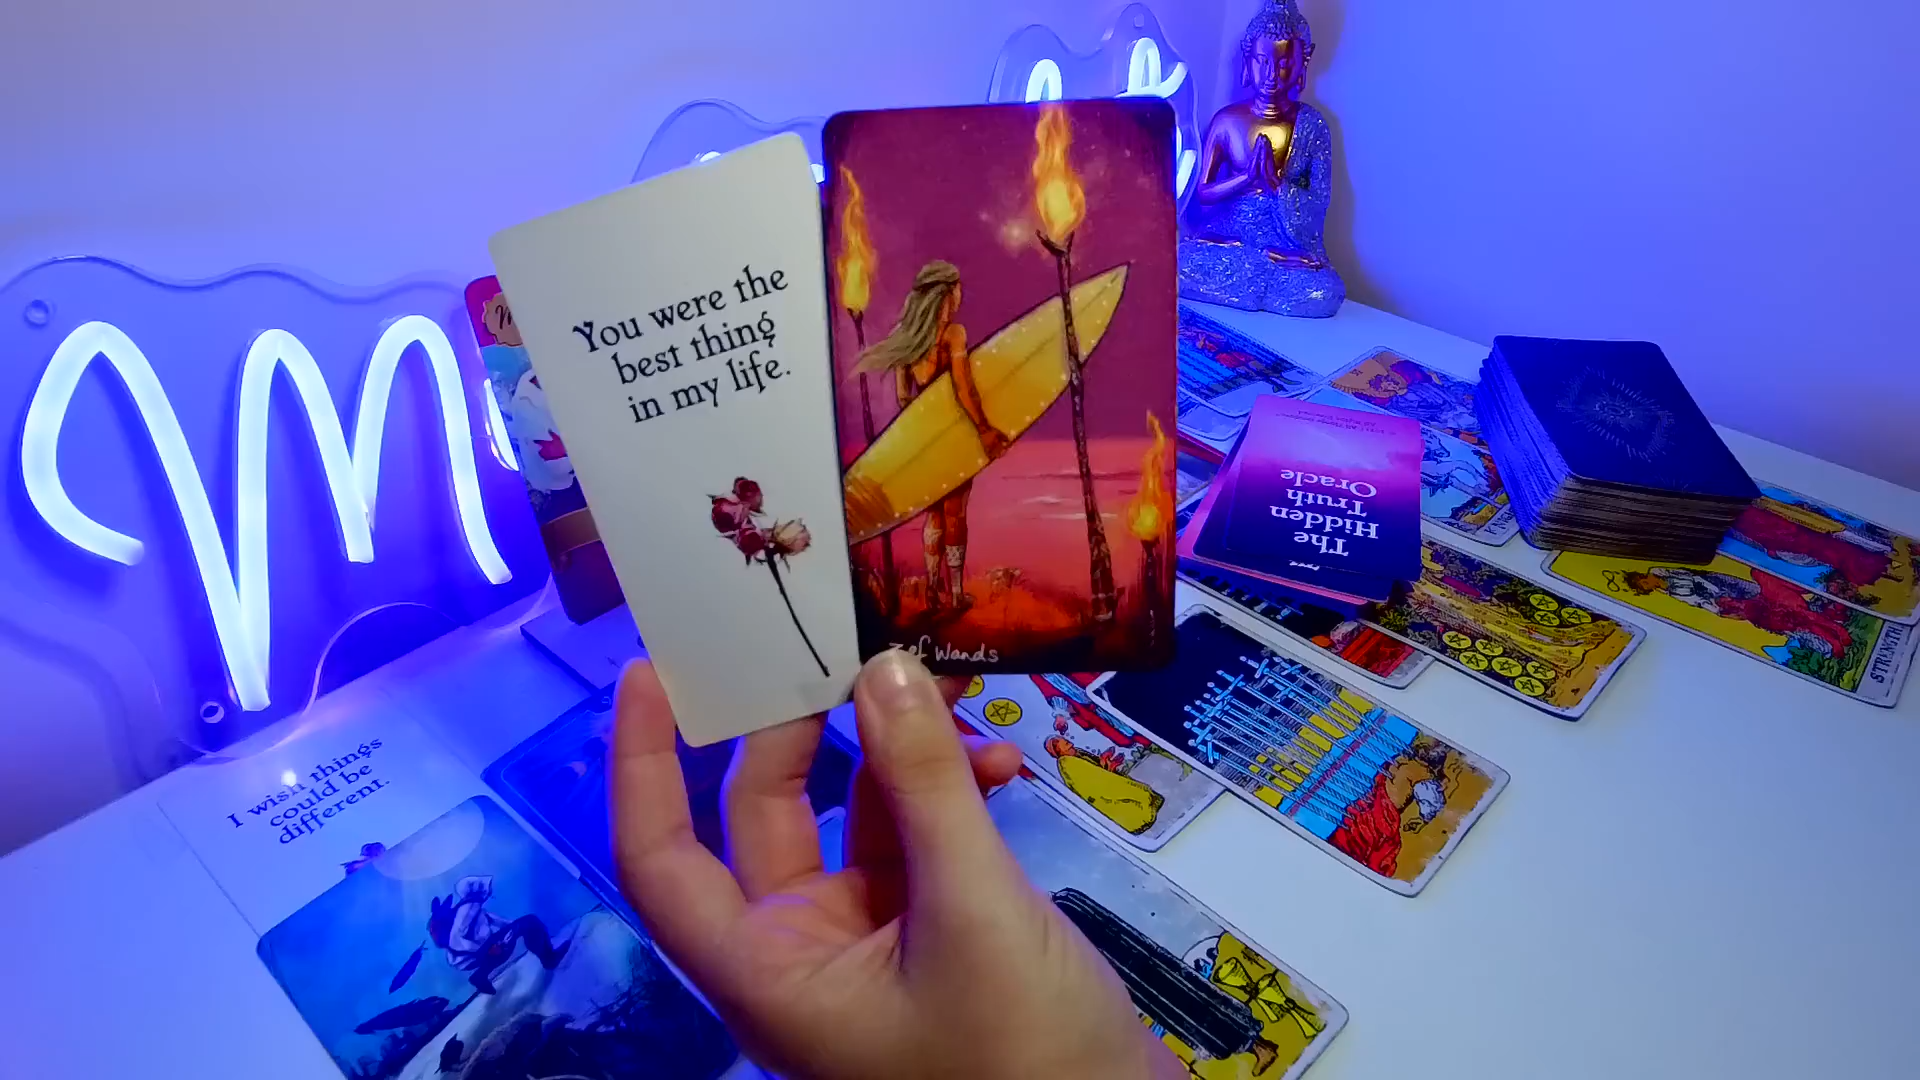 You were the
best thing
in my life.
3 of Wands
I wish things
could be
different.
The
Hidden
Truth
Oracle
STRENGTH